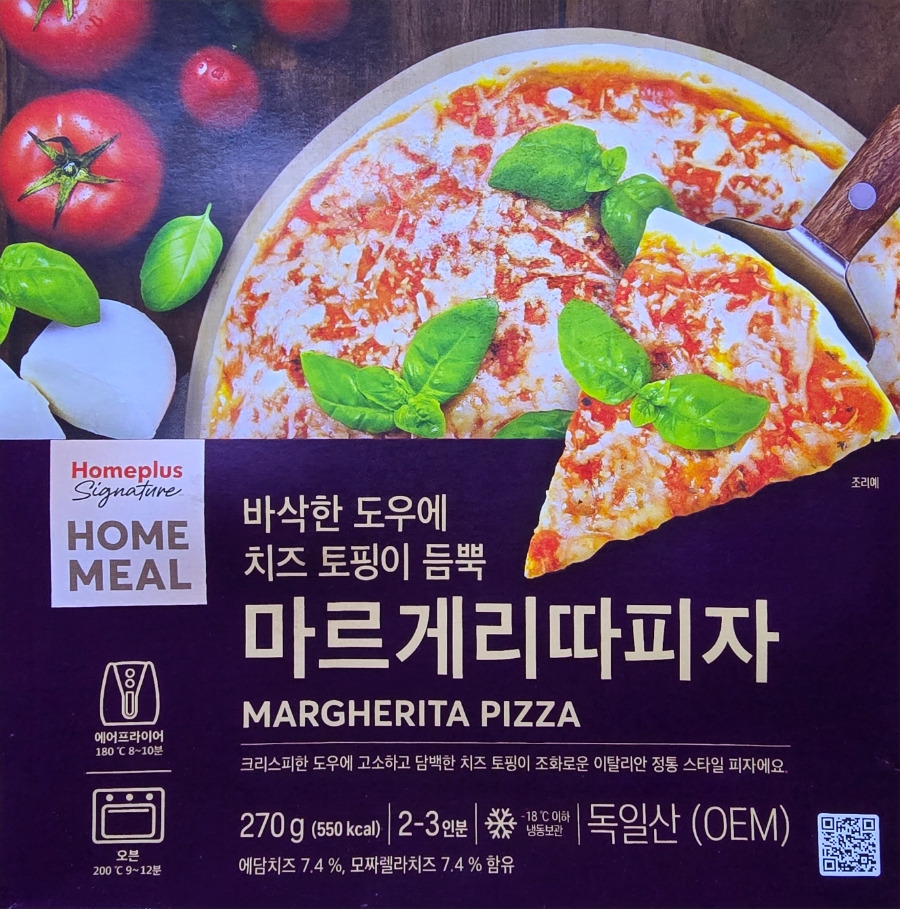 Homeplus
Signature
HOME
MEAL
조리예
바삭한 도우에
치즈 토핑이 듬뿍
마르게리따피자
MARGHERITA PIZZA
에어프라이어
180 ℃ 8~10분
크리스피한 도우에 고소하고 담백한 치즈 토핑이 조화로운 이탈리안 정통 스타일 피자에요.
오븐
200 ℃ 9~12분
270 g (550 kcal) 2-3인분 -18 ℃ 이하 냉동보관 독일산 (OEM)
에담치즈 7.4 %, 모짜렐라치즈 7.4 % 함유